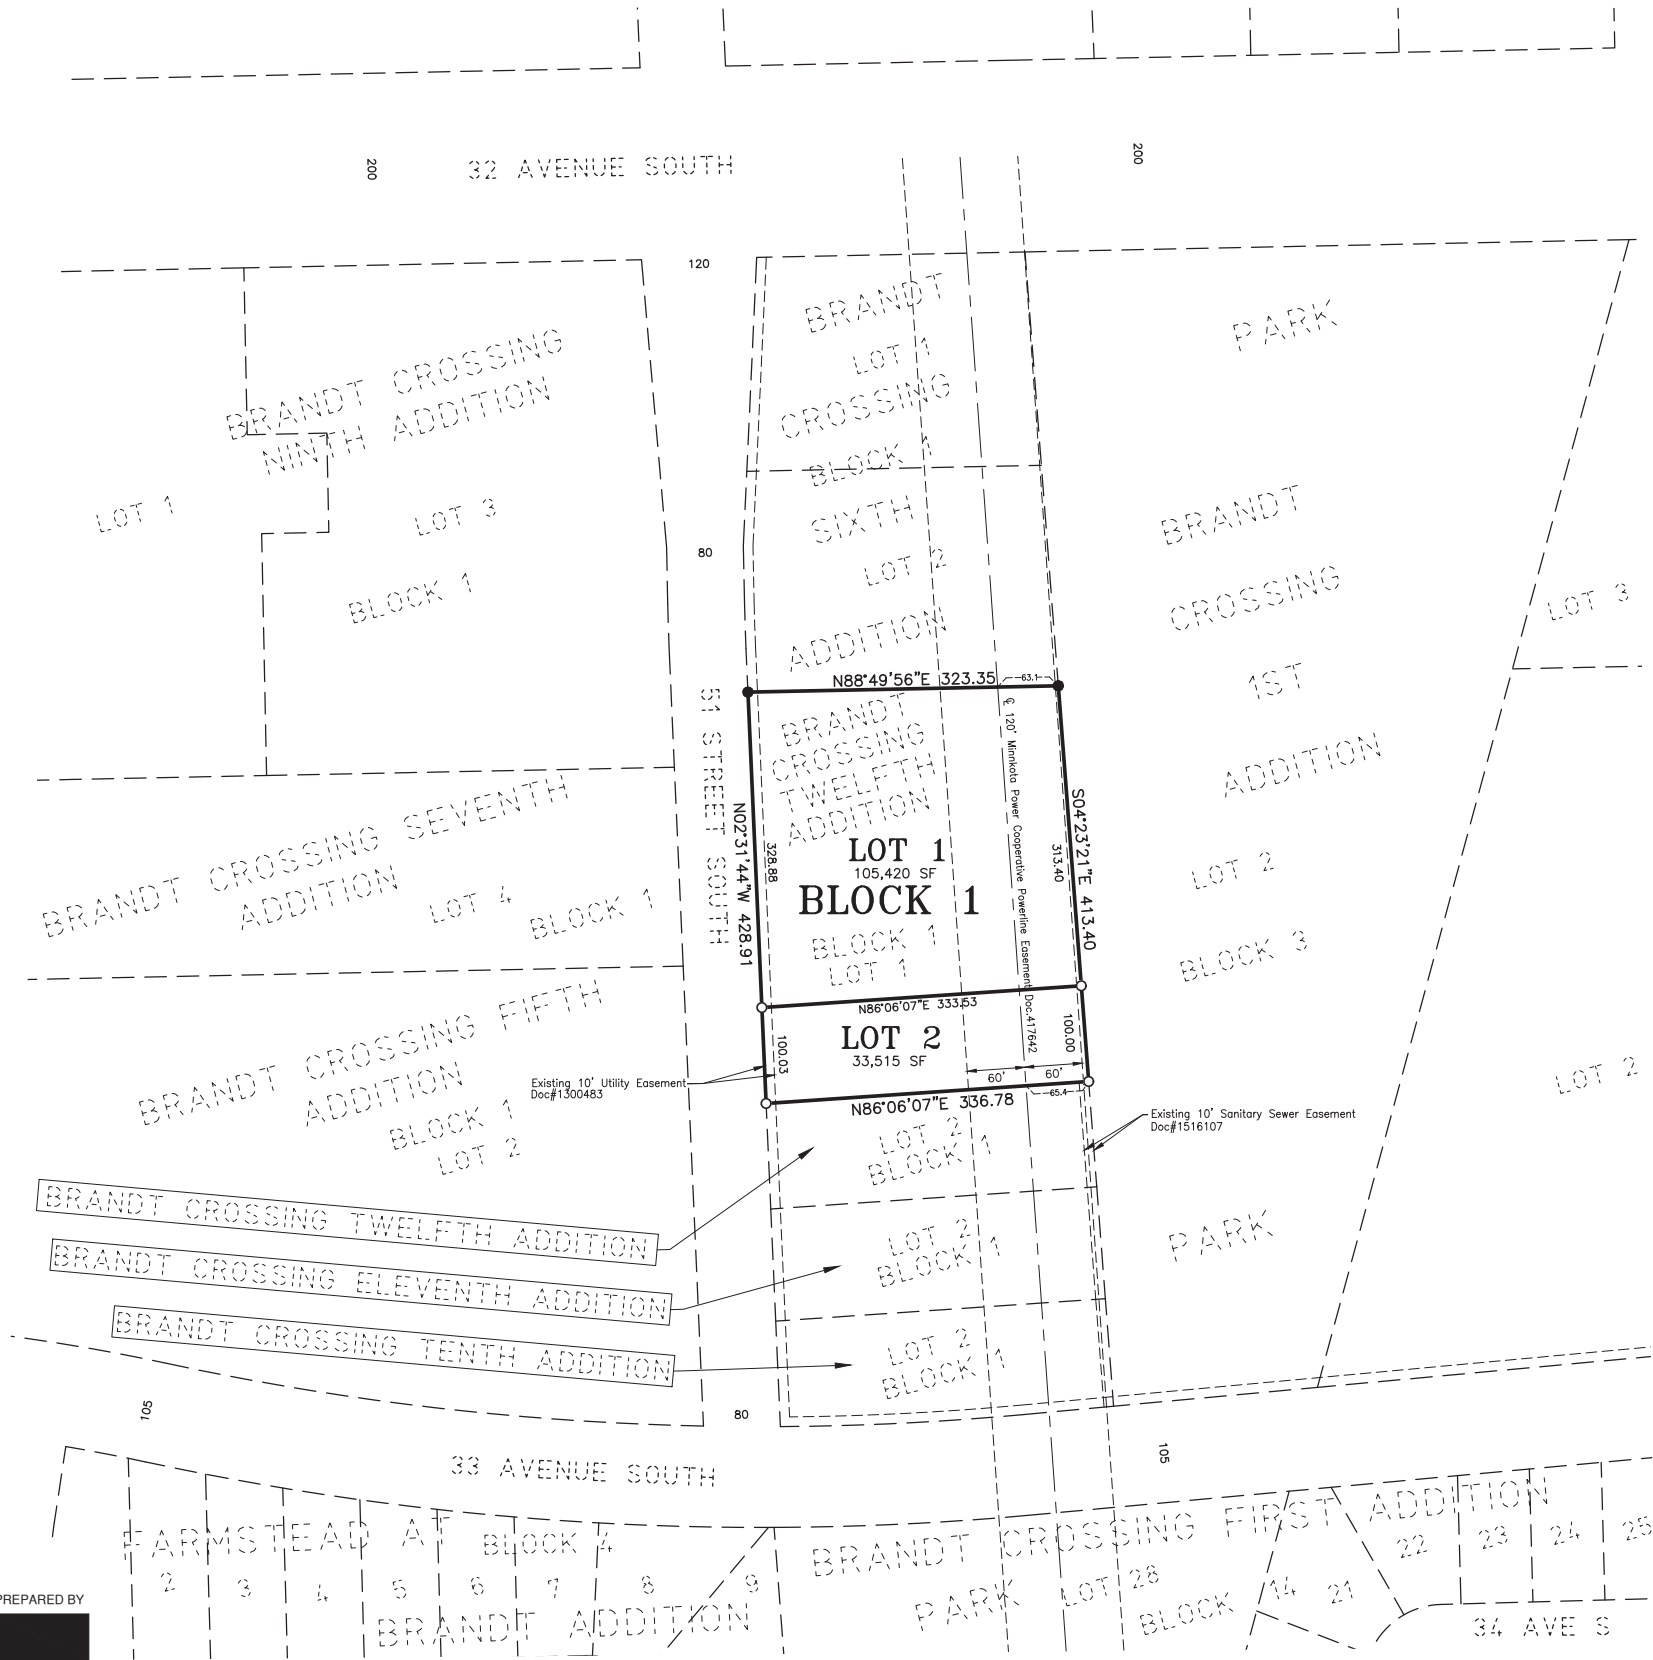 200
32 AVENUE SOUTH
200
120
BRANDT
LOT 1
CROSSING
BLOCK 1
SIXTH
LOT 2
ADDITION
PARK
BRANDT CROSSING
NINTH ADDITION
LOT 1
LOT 3
BLOCK 1
80
BRANDT
CROSSING
1ST
ADDITION
LOT 2
BLOCK 3
LOT 3
LOT 2
PARK
N88°49'56"E 323.35
63.1
51 STREET SOUTH
BRANDT
CROSSING
TWELFTH
ADDITION
LOT 1
105,420 SF
BLOCK 1
BLOCK 1
LOT 1
N02°31'44"W 428.91
328.88
℄ 120' Minnkota Power Cooperative Powerline Easement Doc.417642
313.40
S04°23'21"E 413.40
N86°06'07"E 333.53
LOT 2
33,515 SF
100.03
100.00
60'
60'
65.4
N86°06'07"E 336.78
Existing 10' Utility Easement
Doc#1300483
Existing 10' Sanitary Sewer Easement
Doc#1516107
BRANDT CROSSING SEVENTH
ADDITION
LOT 4
BLOCK 1
BRANDT CROSSING FIFTH
ADDITION
BLOCK 1
LOT 2
LOT 2
BLOCK 1
LOT 2
BLOCK 1
LOT 2
BLOCK 1
BRANDT CROSSING TWELFTH ADDITION
BRANDT CROSSING ELEVENTH ADDITION
BRANDT CROSSING TENTH ADDITION
105
80
33 AVENUE SOUTH
105
FARMSTEAD AT
BLOCK 4
2
3
4
5
6
7
8
9
BRANDT ADDITION
BRANDT CROSSING FIRST ADDITION
PARK LOT 28
BLOCK 14
21
22
23
24
25
34 AVE S
PREPARED BY